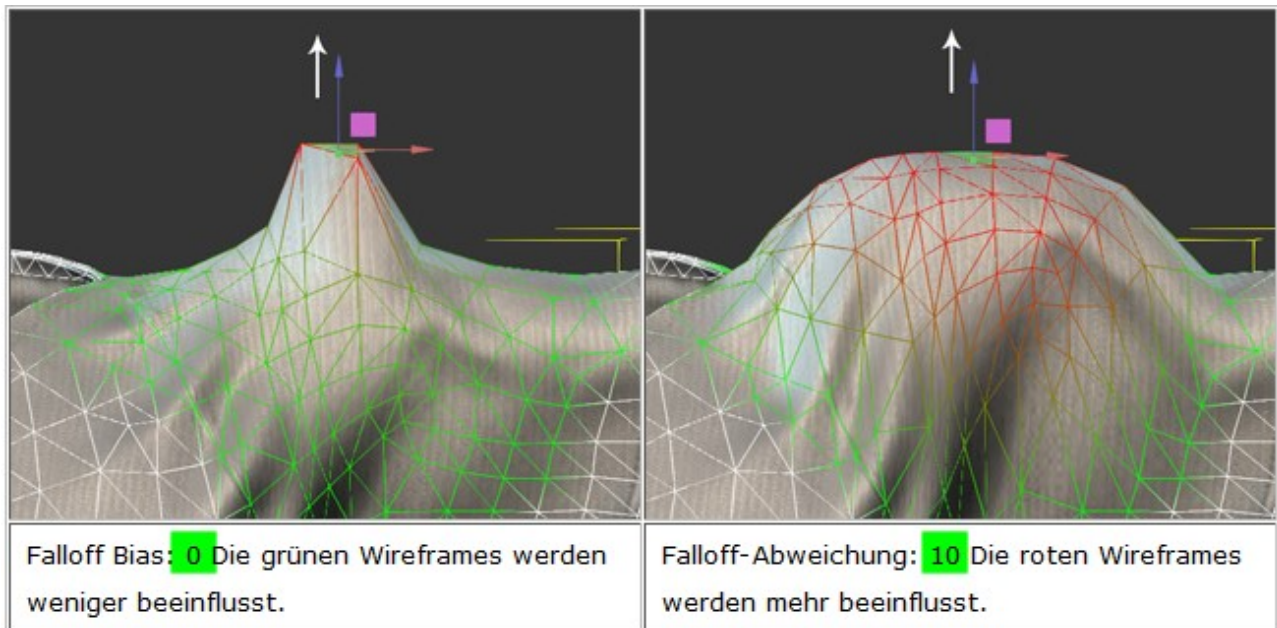 Falloff Bias: 0 Die grünen Wireframes werden
weniger beeinflusst.
Falloff-Abweichung: 10 Die roten Wireframes
werden mehr beeinflusst.